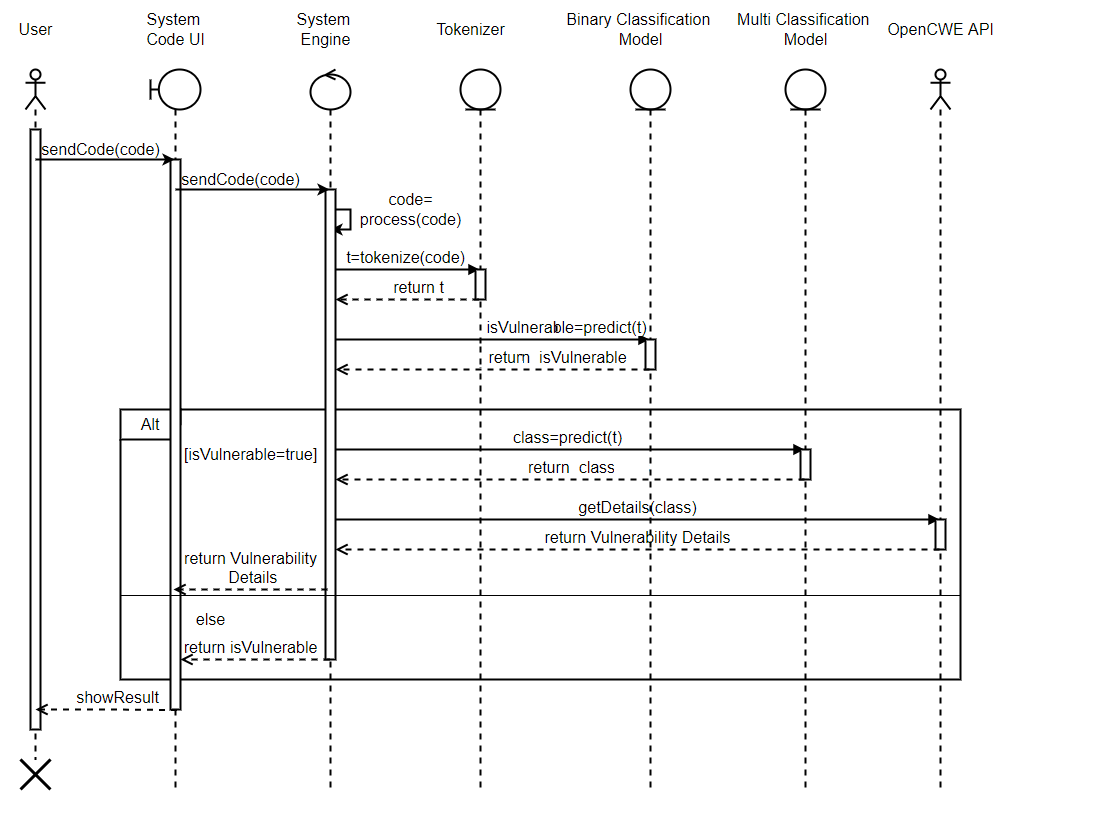 User
System
Code UI
System
Engine
Tokenizer
Binary Classification
Model
Multi Classification
Model
OpenCWE API
sendCode(code)
sendCode(code)
code=
process(code)
t=tokenize(code)
return t
isVulnerable=predict(t)
return isVulnerable
Alt
class=predict(t)
[isVulnerable=true]
return class
getDetails(class)
return Vulnerability Details
return Vulnerability
Details
else
return isVulnerable
showResult